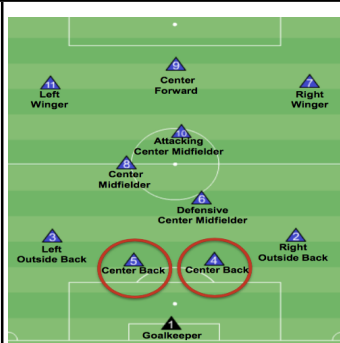 9
Center
Forward
11
Left
Winger
7
Right
Winger
10
Attacking
Center Midfielder
8
Center
Midfielder
6
Defensive
Center Midfielder
3
Left
Outside Back
2
Right
Outside Back
5
Center Back
4
Center Back
1
Goalkeeper